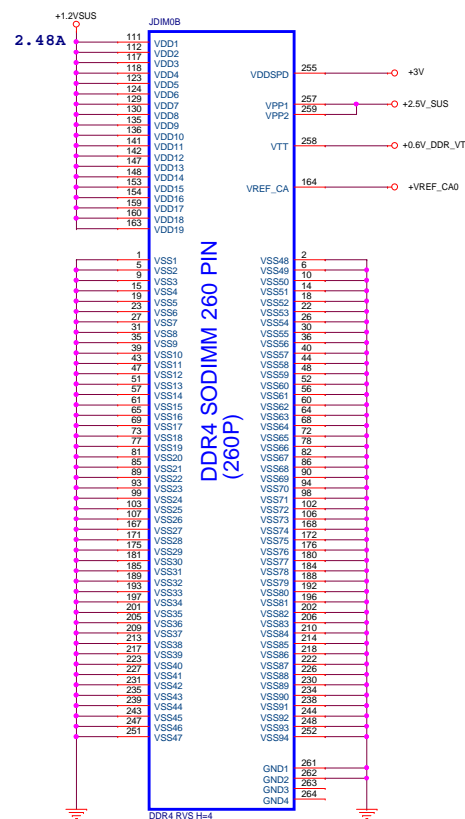 +1.2VSUS
2.48A
JDIM0B
111 VDD1
112 VDD2
117 VDD3
118 VDD4
123 VDD5
124 VDD6
129 VDD7
130 VDD8
135 VDD9
136 VDD10
141 VDD11
142 VDD12
147 VDD13
148 VDD14
153 VDD15
154 VDD16
159 VDD17
160 VDD18
163 VDD19
VDDSPD 255 +3V
VPP1 257 +2.5V_SUS
VPP2 259
VTT 258 +0.6V_DDR_VT
VREF_CA 164 +VREF_CA0
DDR4 SODIMM 260 PIN
(260P)
1 VSS1
5 VSS2
9 VSS3
15 VSS4
19 VSS5
23 VSS6
27 VSS7
31 VSS8
35 VSS9
39 VSS10
43 VSS11
47 VSS12
51 VSS13
57 VSS14
61 VSS15
65 VSS16
69 VSS17
73 VSS18
77 VSS19
81 VSS20
85 VSS21
89 VSS22
93 VSS23
99 VSS24
103 VSS25
107 VSS26
167 VSS27
171 VSS28
175 VSS29
181 VSS30
185 VSS31
189 VSS32
193 VSS33
197 VSS34
201 VSS35
205 VSS36
209 VSS37
213 VSS38
217 VSS39
223 VSS40
227 VSS41
231 VSS42
235 VSS43
239 VSS44
243 VSS45
247 VSS46
251 VSS47
VSS48 2
VSS49 6
VSS50 10
VSS51 14
VSS52 18
VSS53 22
VSS54 26
VSS55 30
VSS56 36
VSS57 40
VSS58 44
VSS59 48
VSS60 52
VSS61 56
VSS62 60
VSS63 64
VSS64 68
VSS65 72
VSS66 78
VSS67 82
VSS68 86
VSS69 90
VSS70 94
VSS71 98
VSS72 102
VSS73 106
VSS74 168
VSS75 172
VSS76 176
VSS77 180
VSS78 184
VSS79 188
VSS80 192
VSS81 196
VSS82 202
VSS83 206
VSS84 210
VSS85 214
VSS86 218
VSS87 222
VSS88 226
VSS89 230
VSS90 234
VSS91 238
VSS92 244
VSS93 248
VSS94 252
GND1 261
GND2 262
GND3 263
GND4 264
DDR4 RVS H=4